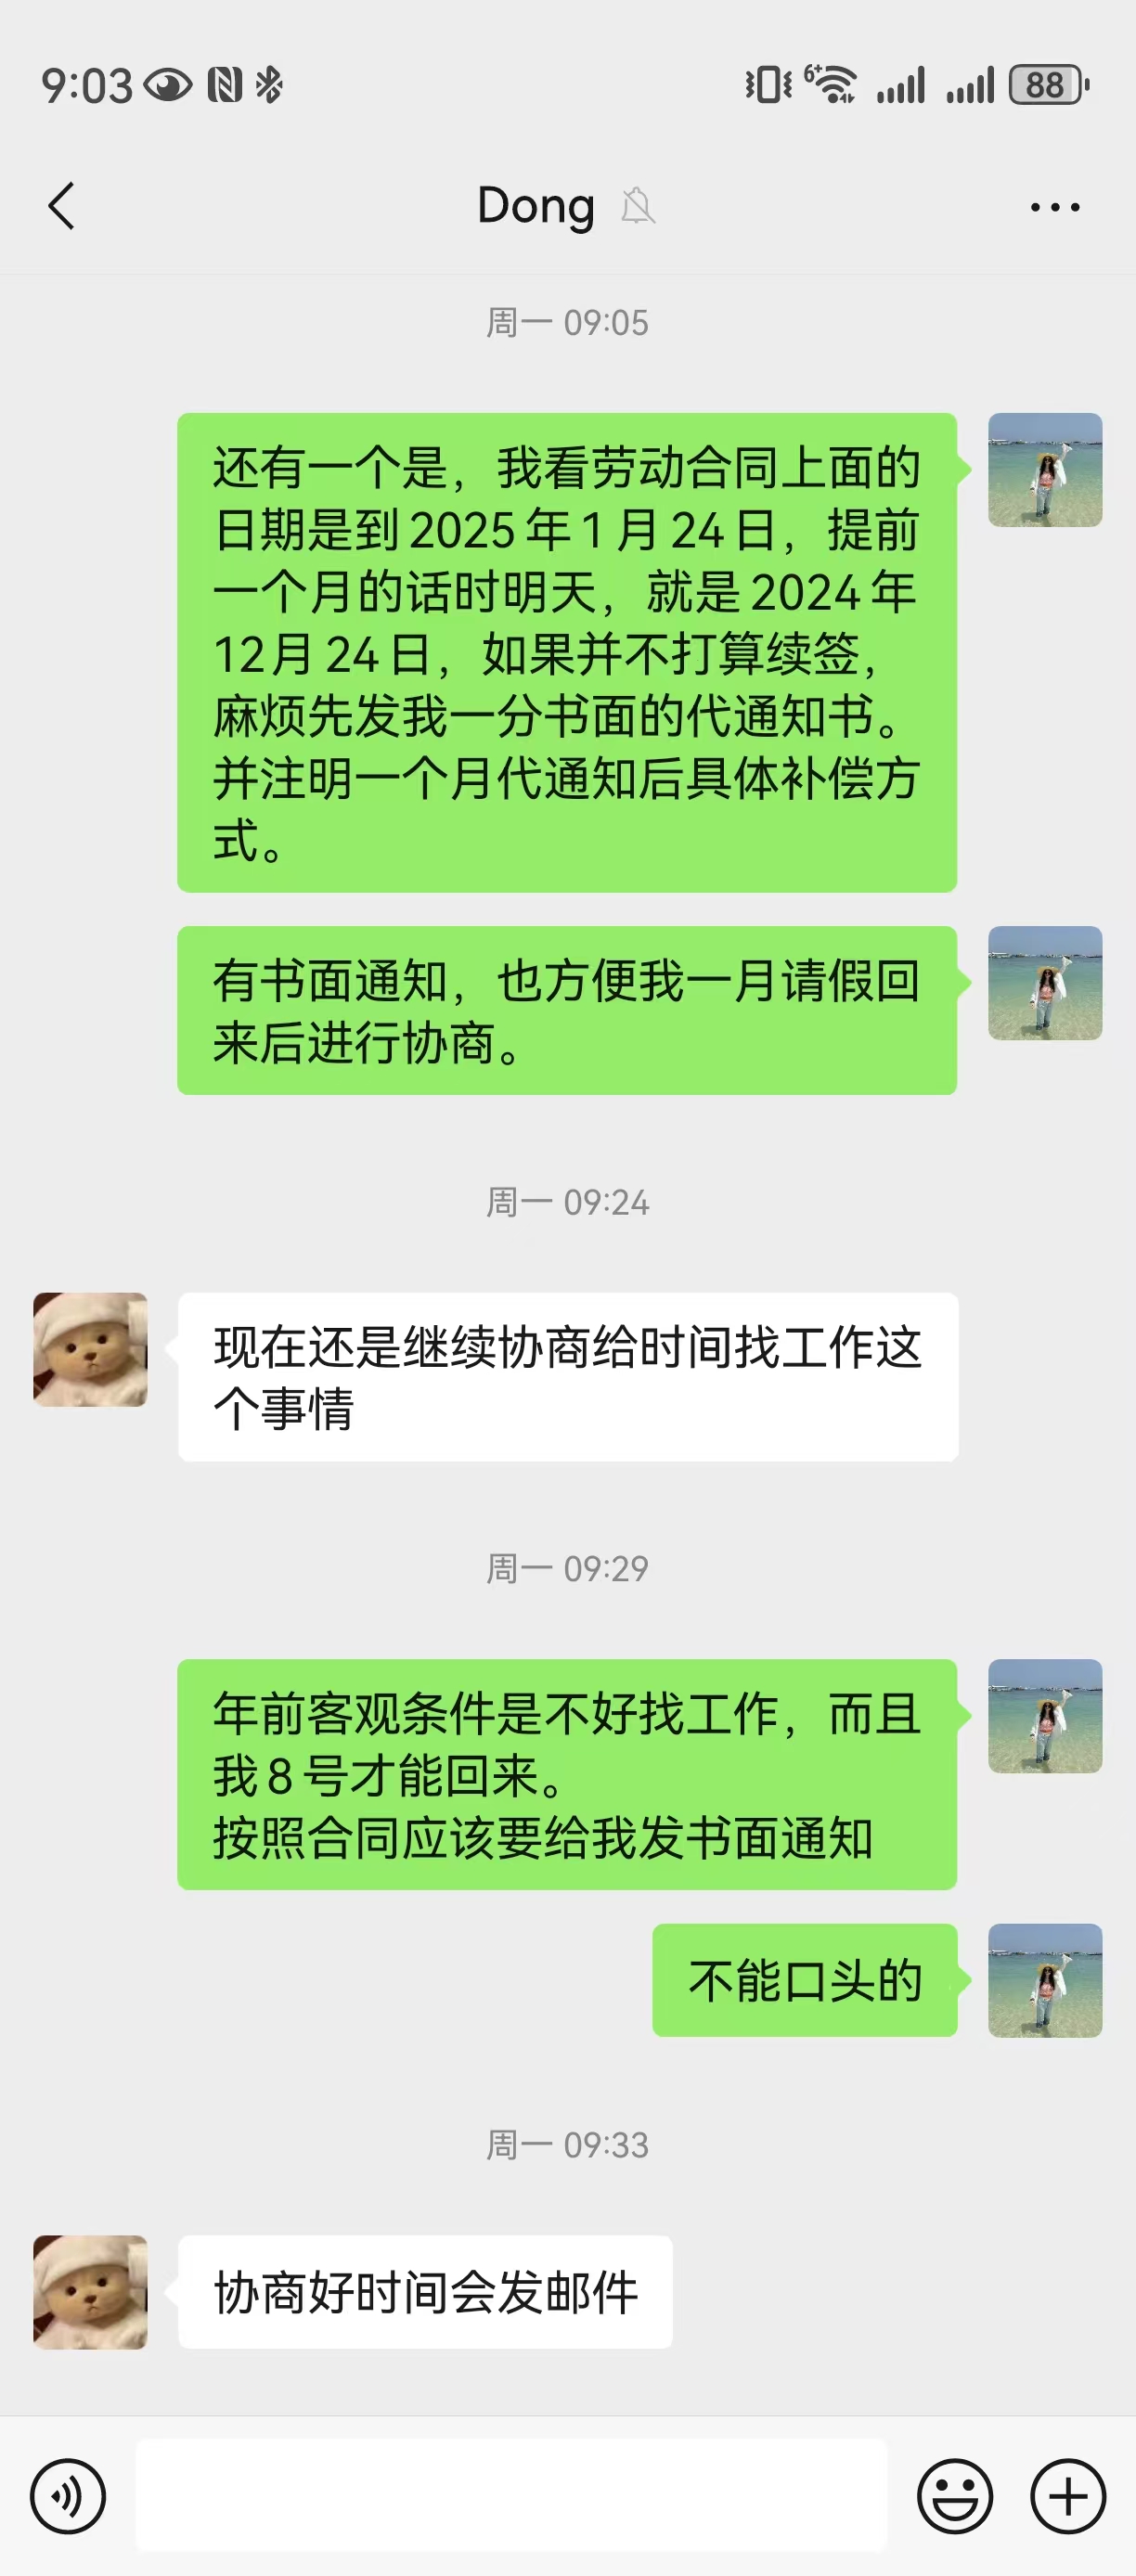 9:03
6+
88
Dong
周一 09:05
还有一个是，我看劳动合同上面的
日期是到2025年1月24日，提前
一个月的话时明天，就是2024年
12月24日，如果并不打算续签，
麻烦先发我一分书面的代通知书。
并注明一个月代通知后具体补偿方
式。
有书面通知，也方便我一月请假回
来后进行协商。
周一 09:24
现在还是继续协商给时间找工作这
个事情
周一 09:29
年前客观条件是不好找工作，而且
我8号才能回来。
按照合同应该要给我发书面通知
不能口头的
周一 09:33
协商好时间会发邮件